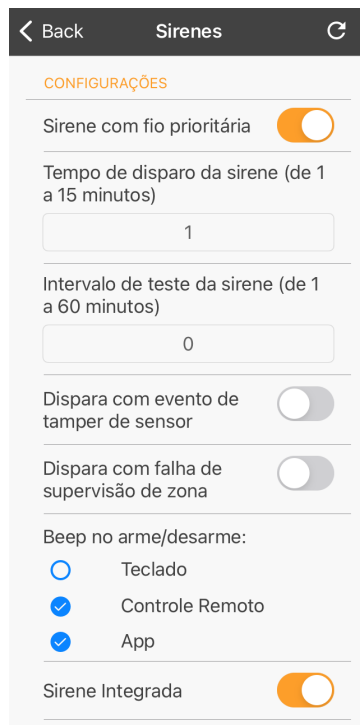 Back
Sirenes
CONFIGURAÇÕES
Sirene com fio prioritária
Tempo de disparo da sirene (de 1
a 15 minutos)
1
Intervalo de teste da sirene (de 1
a 60 minutos)
0
Dispara com evento de
tamper de sensor
Dispara com falha de
supervisão de zona
Beep no arme/desarme:
Teclado
Controle Remoto
App
Sirene Integrada